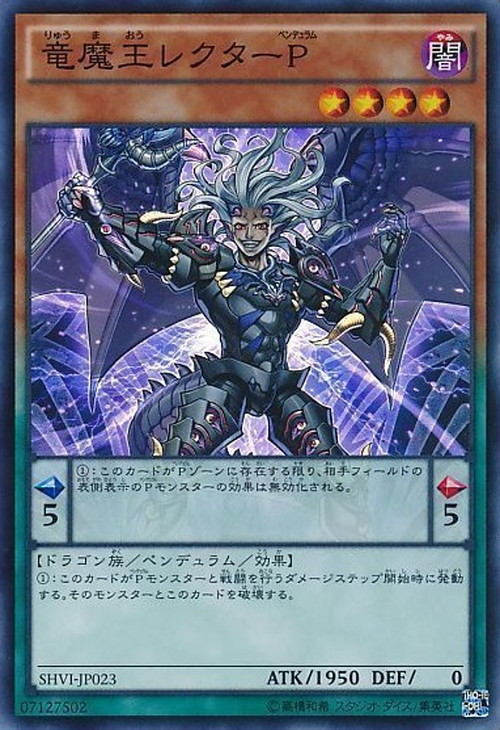 りゅう ま おう ペンデュラム
竜魔王レクターP
やみ
闇
①：このカードがPゾーンに存在する限り、相手フィールドの
表側表示のPモンスターの効果は無効化される。
5 5
【ドラゴン族／ペンデュラム／効果】
①：このカードがPモンスターと戦闘を行うダメージステップ開始時に発動
する。そのモンスターとこのカードを破壊する。
SHVI-JP023 ATK/1950 DEF/ 0
07127502 ©高橋和希 スタジオ・ダイス/集英社